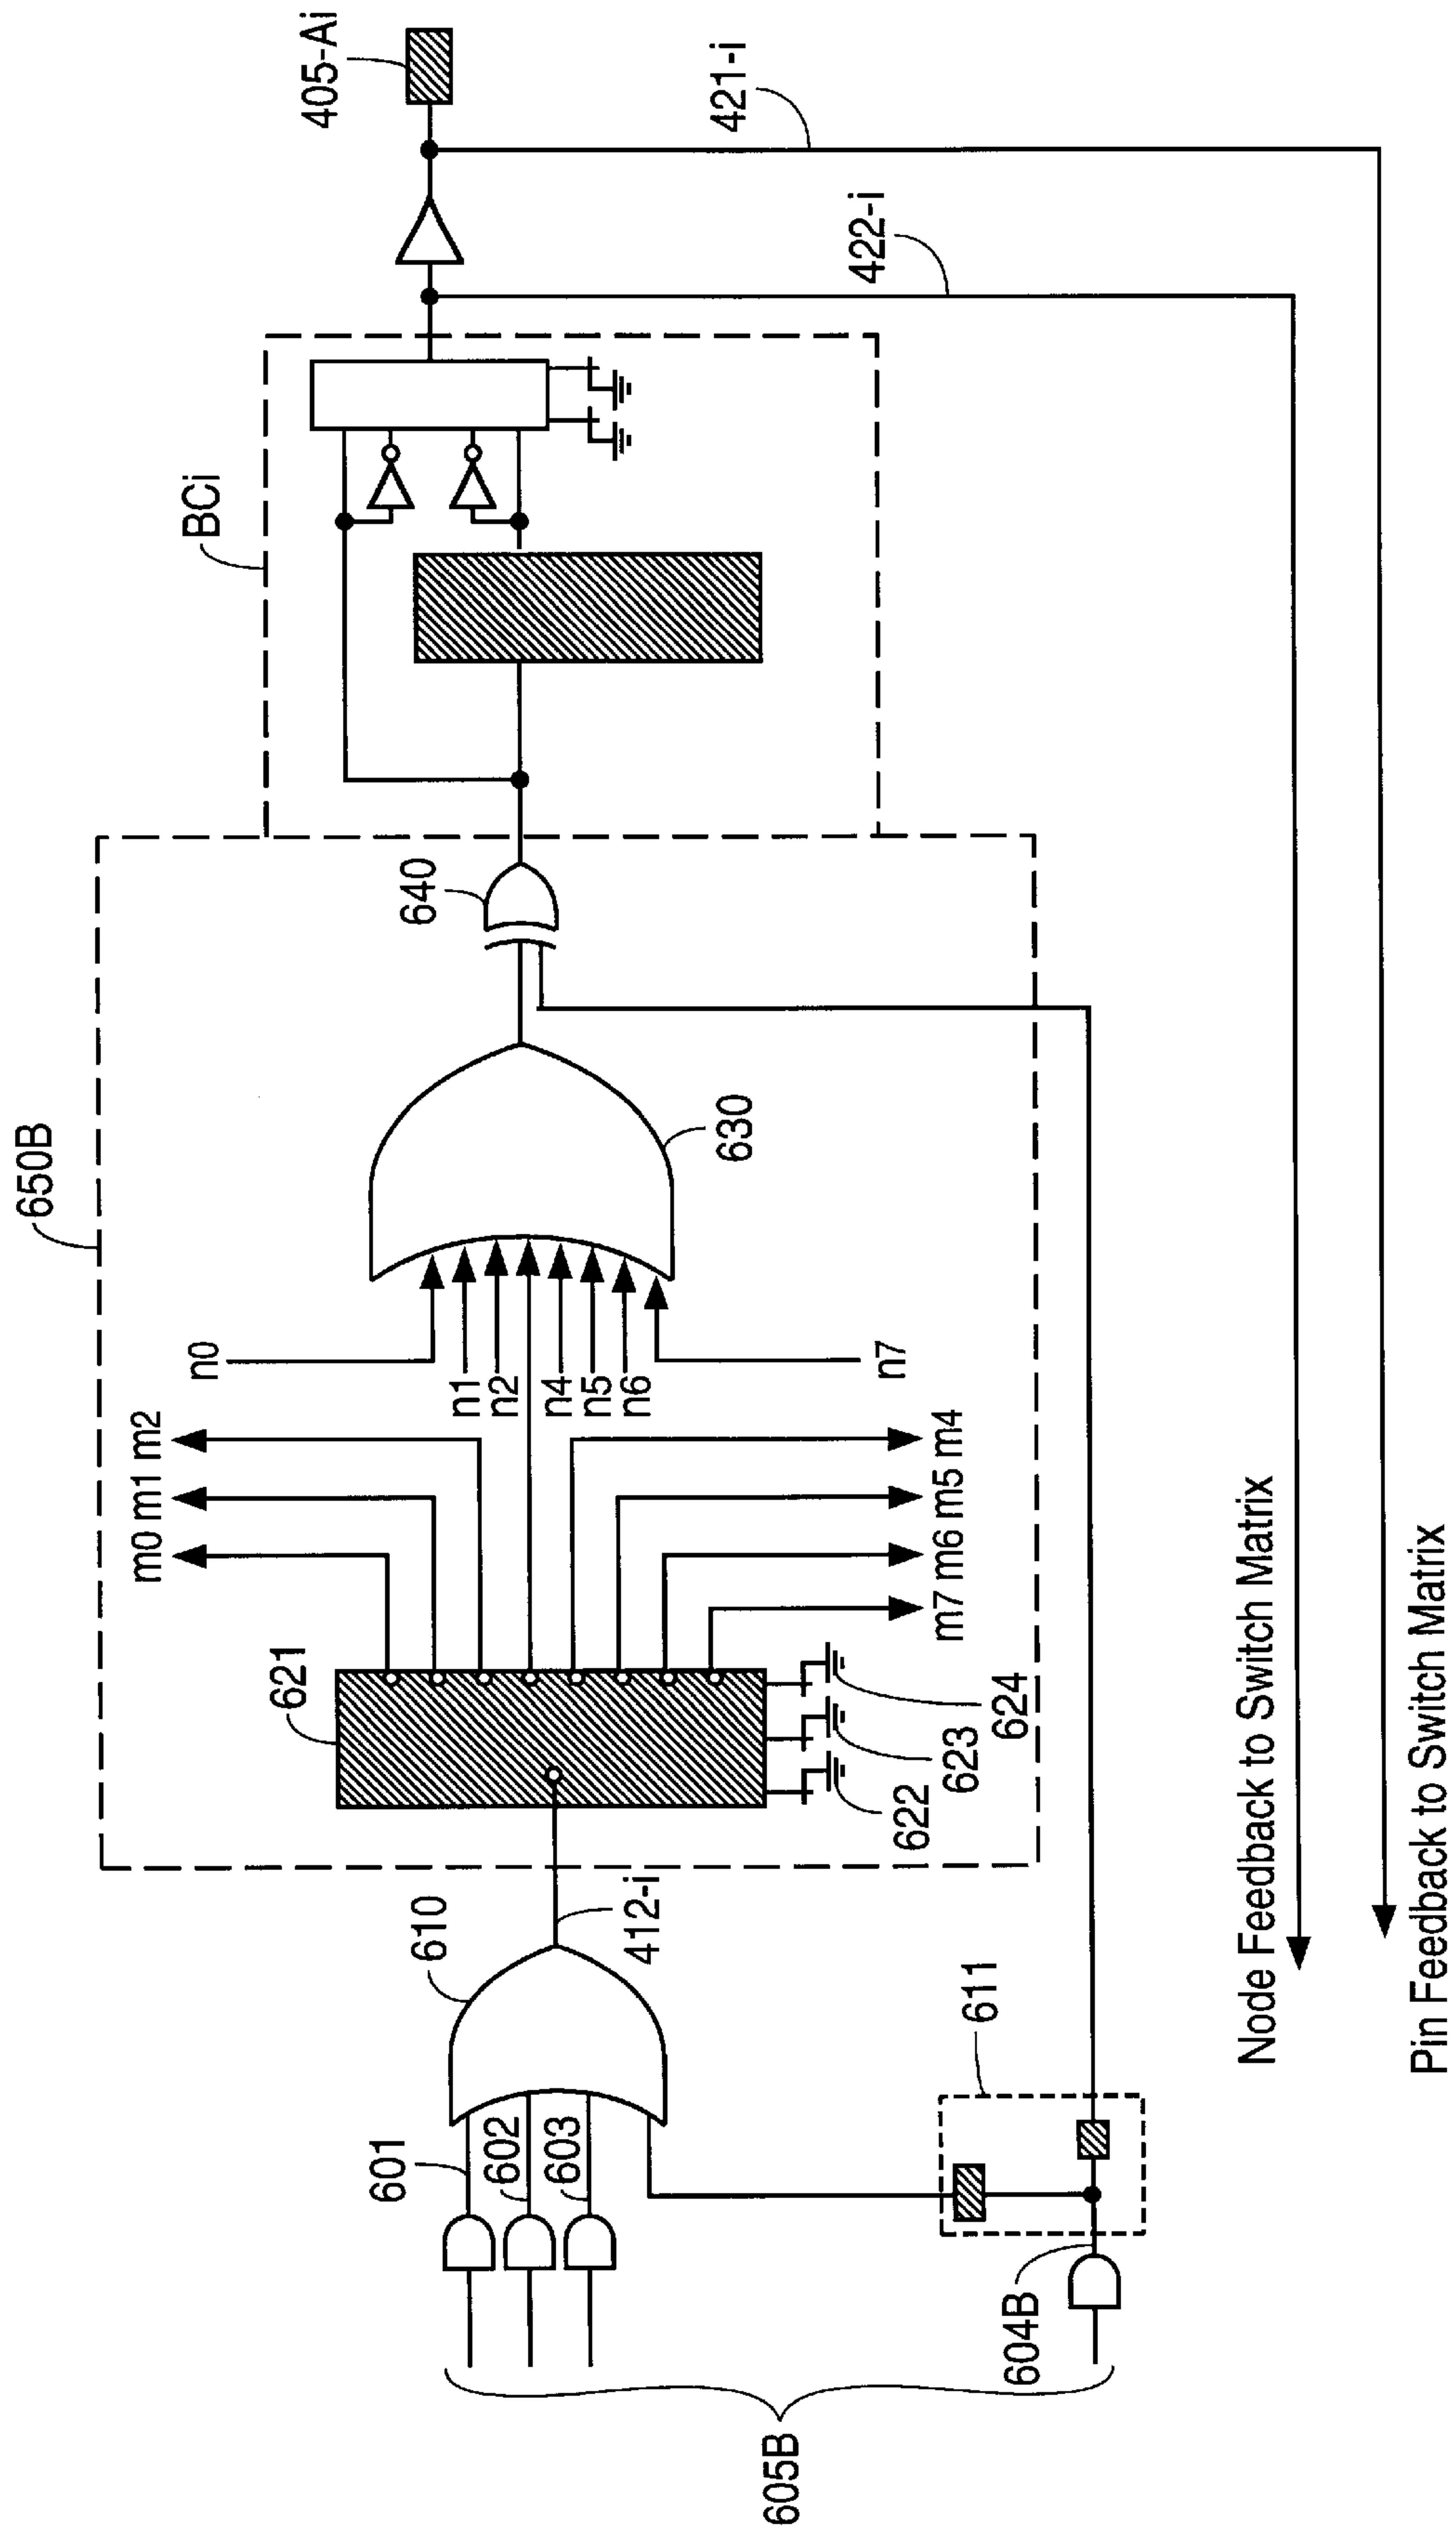 650B
BCi
405-Ai
640
m0 m1 m2
n0
421-i
621
n1
n2
n4
n5
n6
630
422-i
610
601
602
603
412-i
622
623
624
m7 m6 m5 m4
n7
605B
604B
611
Node Feedback to Switch Matrix
Pin Feedback to Switch Matrix